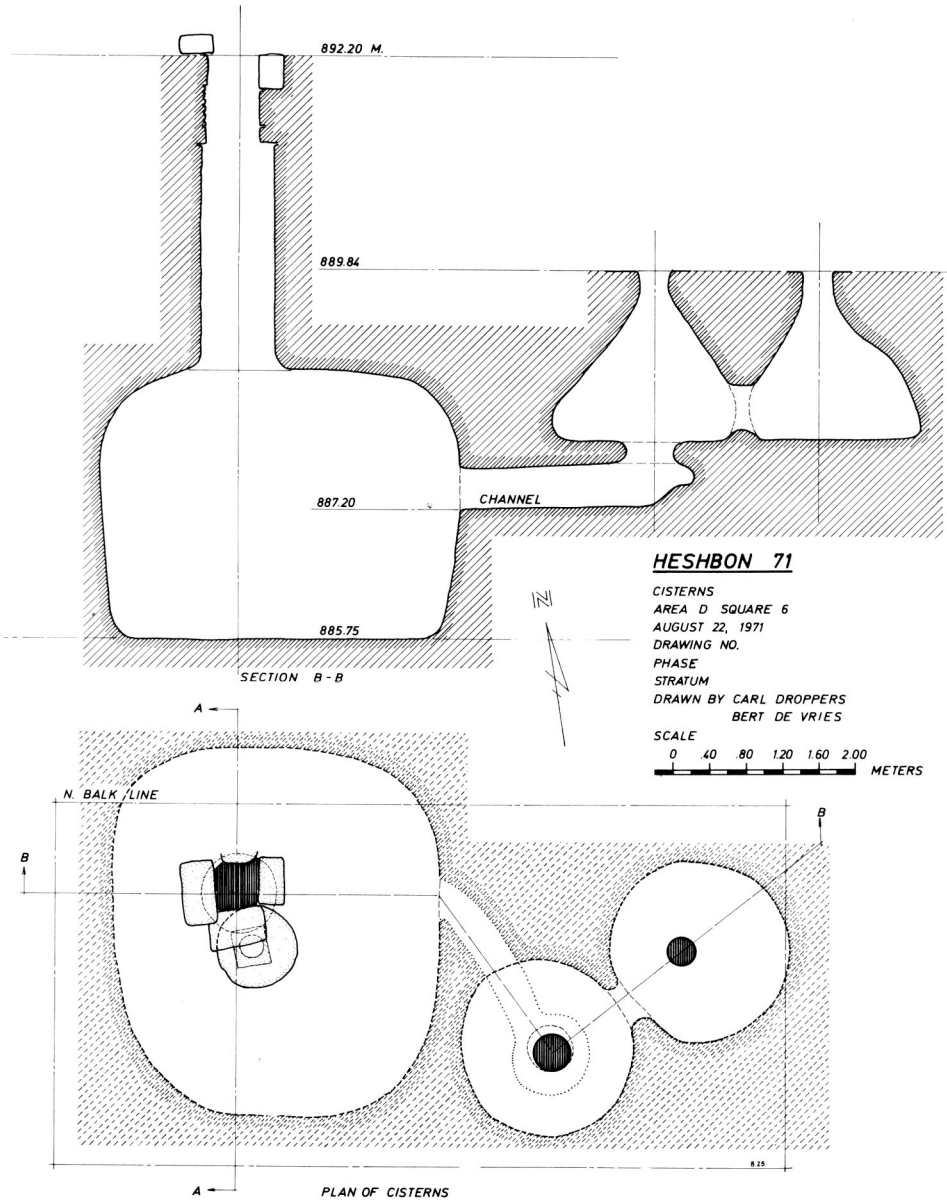 892.20 M.
889.84
887.20
CHANNEL
885.75
SECTION B-B
HESHBON 71
CISTERNS
AREA D SQUARE 6
AUGUST 22, 1971
DRAWING NO.
PHASE
STRATUM
DRAWN BY CARL DROPPERS
BERT DE VRIES
SCALE
0 .40 .80 1.20 1.60 2.00
METERS
N
A
N. BALK LINE
B
B
8.25
A
PLAN OF CISTERNS